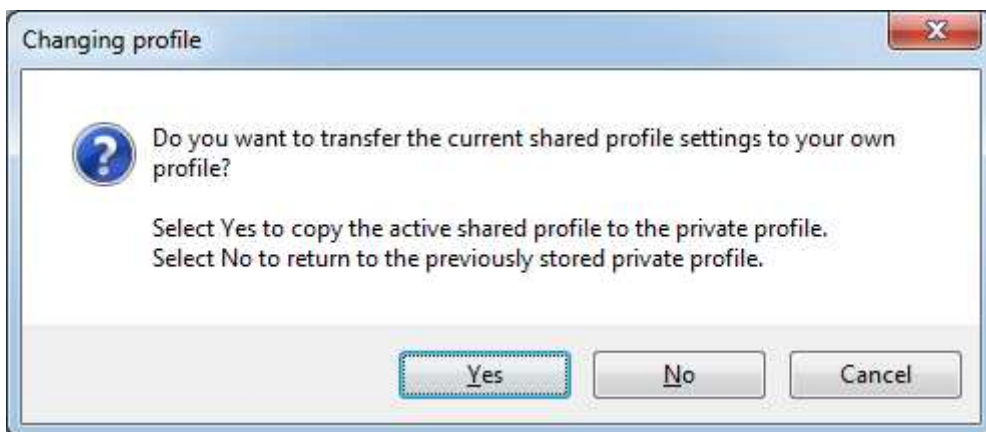 Changing profile
Do you want to transfer the current shared profile settings to your own
profile?
Select Yes to copy the active shared profile to the private profile.
Select No to return to the previously stored private profile.
Yes
No
Cancel